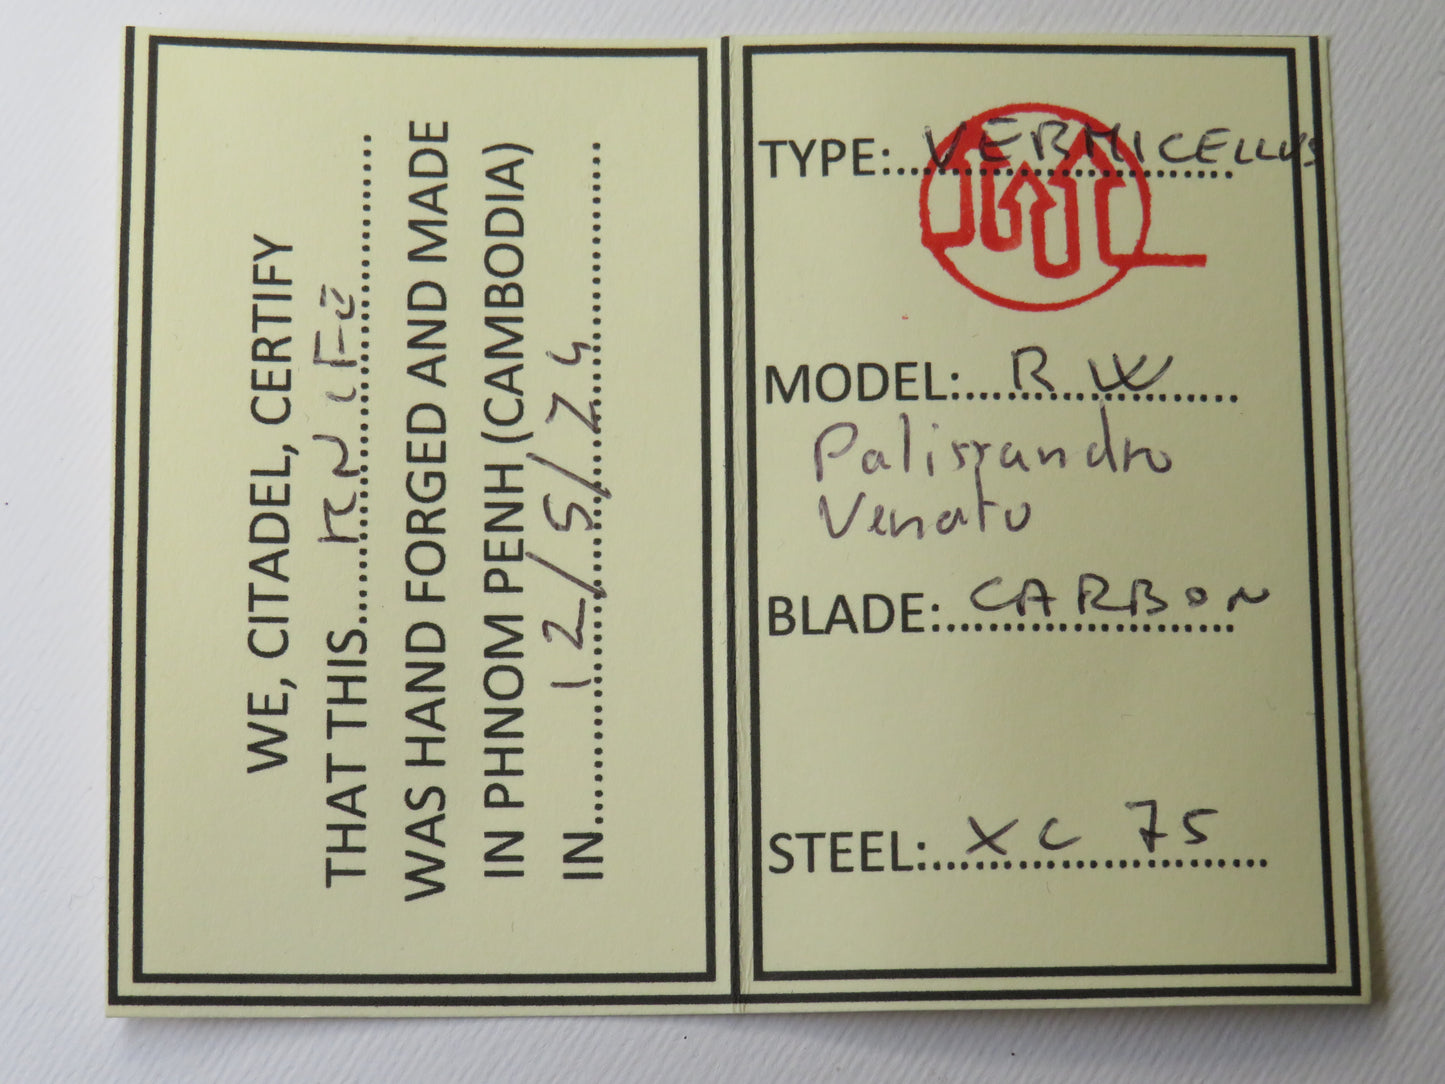 WE, CITADEL, CERTIFY
THAT THIS......KNIFE..............
WAS HAND FORGED AND MADE
IN PHNOM PENH (CAMBODIA)
IN............12/5/24...............
TYPE:..VERMICELLUS
MODEL:...RW......
Palissandro
Venato
BLADE: CARBON
STEEL:...XC 75....